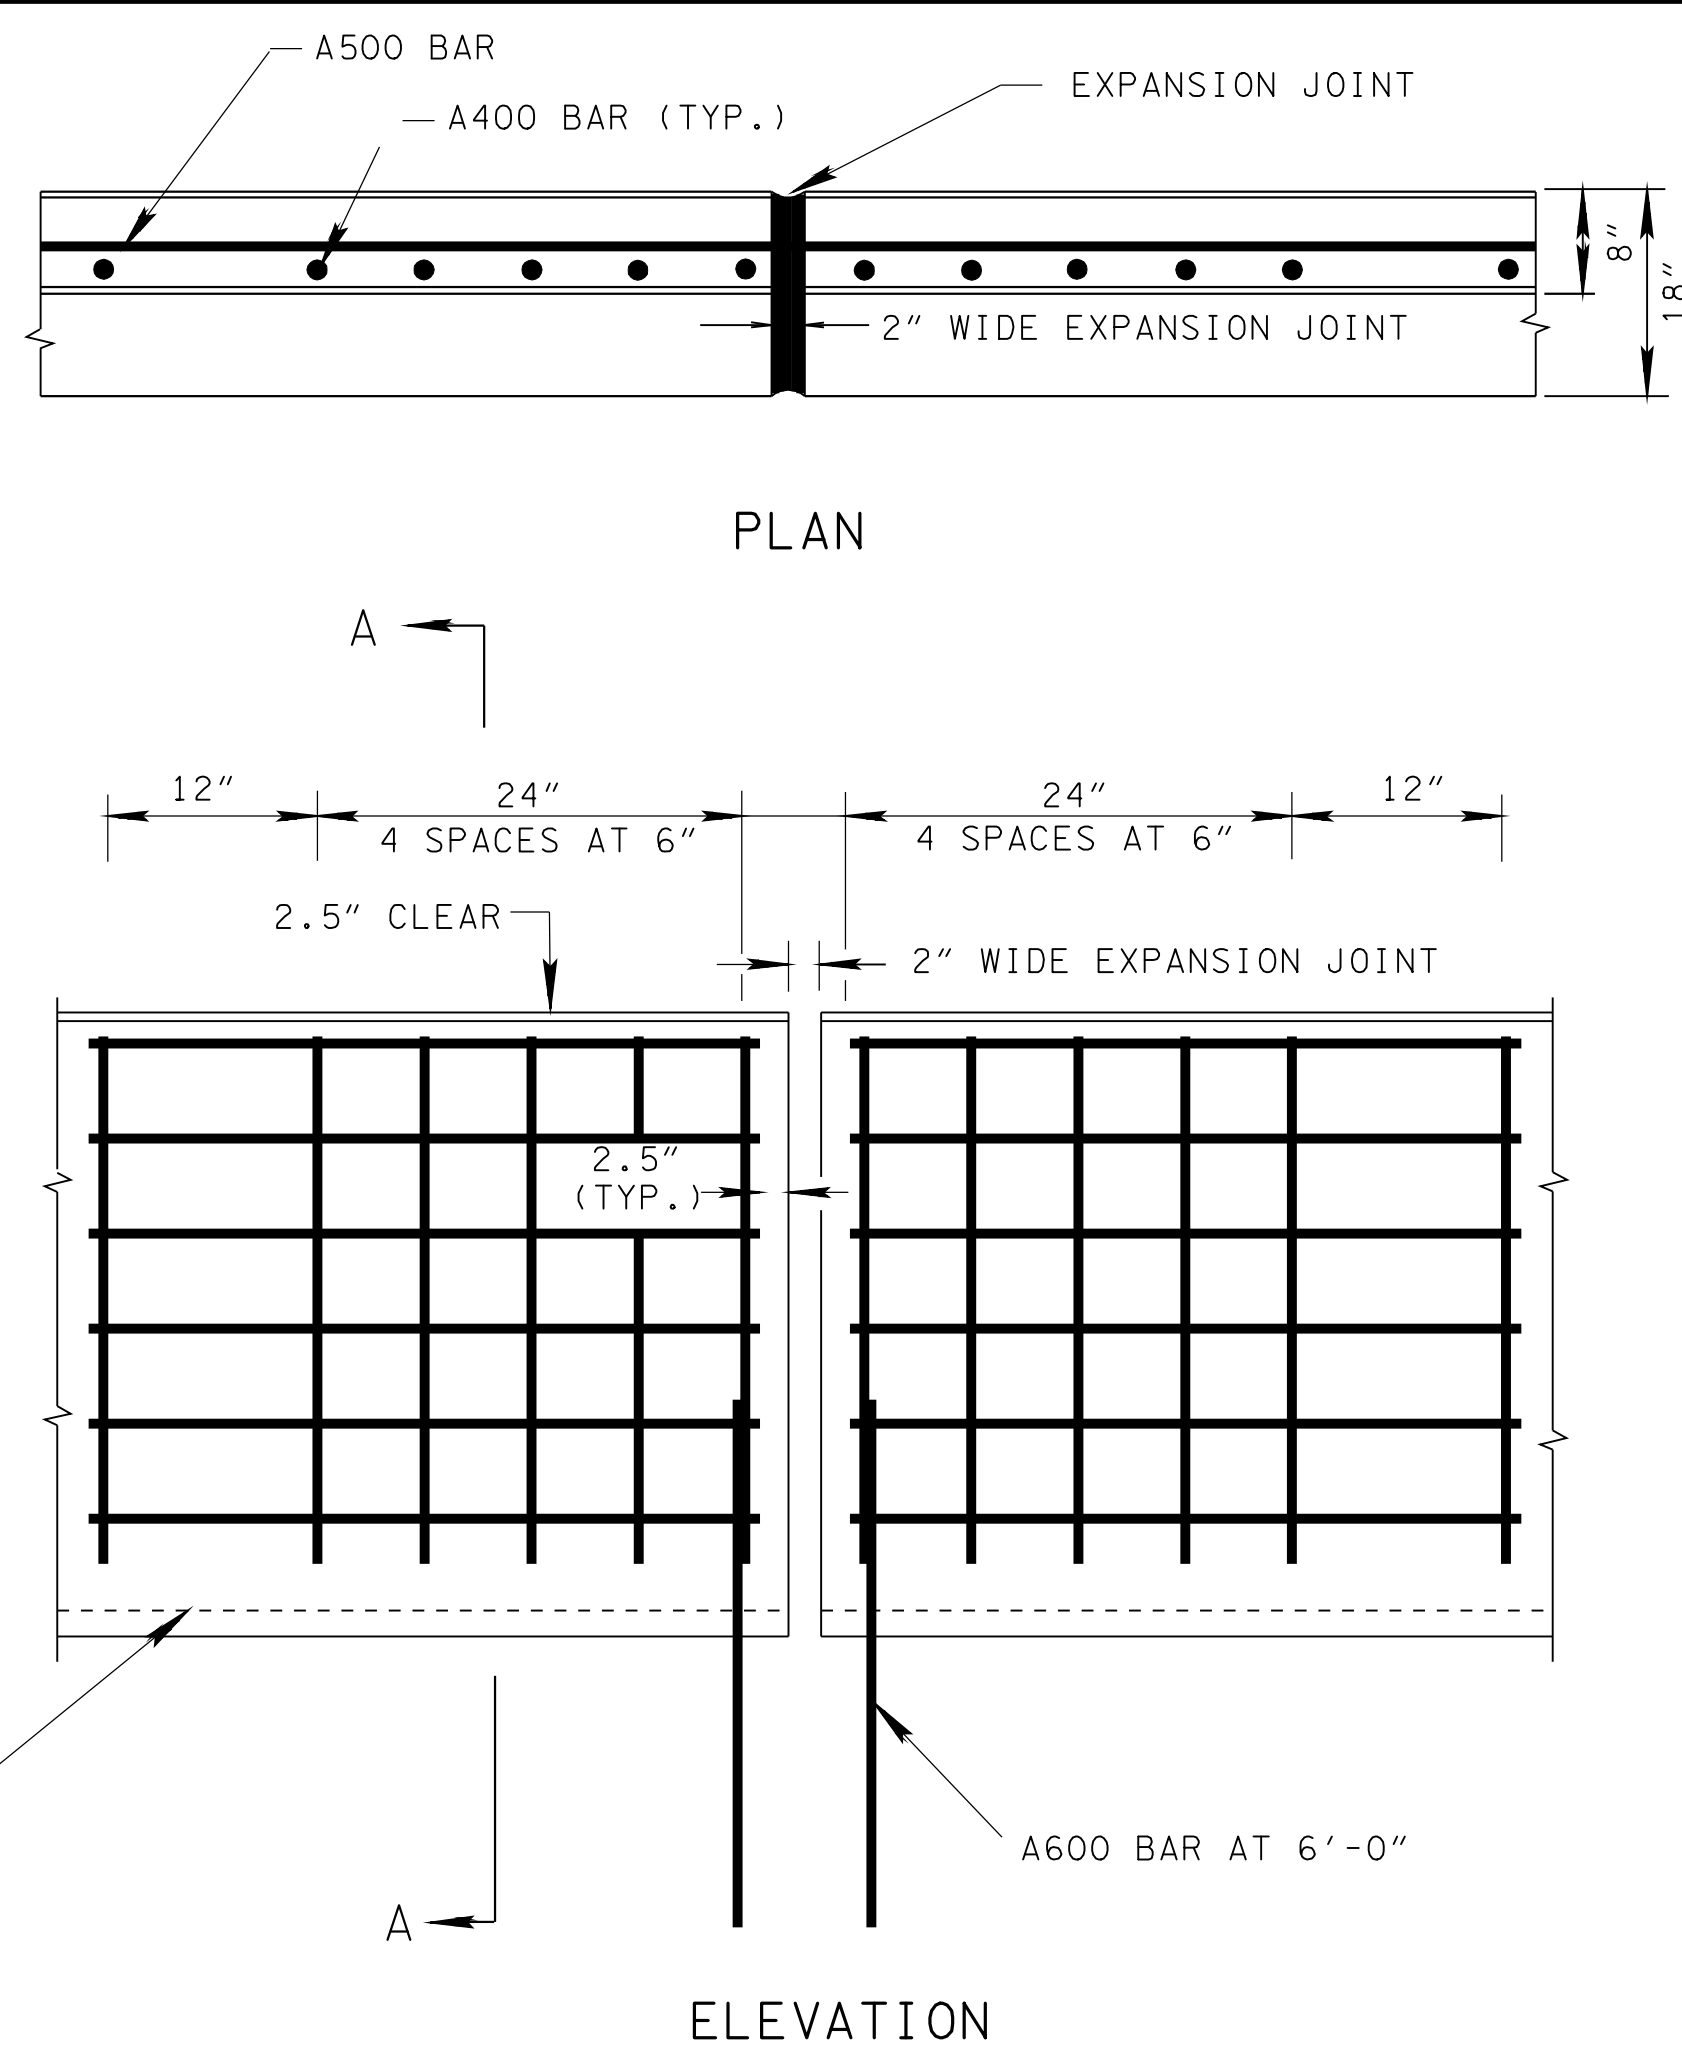 A500 BAR
EXPANSION JOINT
A400 BAR (TYP.)
8"
18"
2" WIDE EXPANSION JOINT
PLAN
A
12"
24"
24"
12"
4 SPACES AT 6"
4 SPACES AT 6"
2.5" CLEAR
2" WIDE EXPANSION JOINT
2.5"
(TYP.)
A600 BAR AT 6'-0"
A
ELEVATION